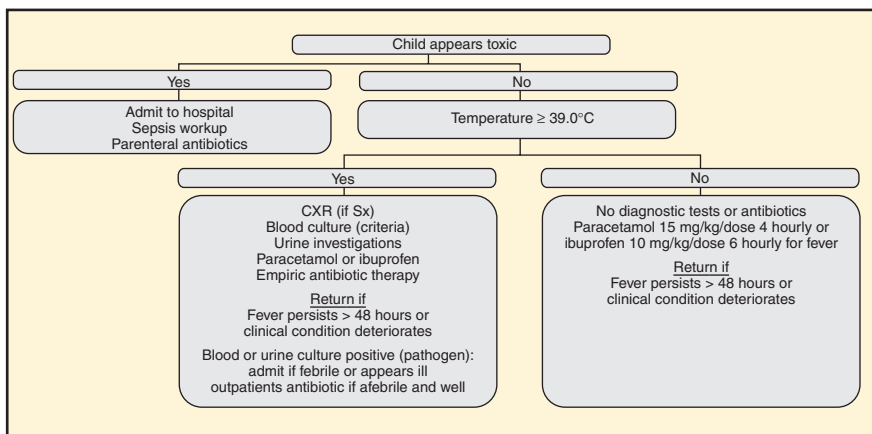 Child appears toxic
Yes
No
Admit to hospital
Sepsis workup
Parenteral antibiotics
Temperature ≥ 39.0°C
Yes
No
CXR (if Sx)
Blood culture (criteria)
Urine investigations
Paracetamol or ibuprofen
Empiric antibiotic therapy
Return if
Fever persists > 48 hours or
clinical condition deteriorates
Blood or urine culture positive (pathogen):
admit if febrile or appears ill
outpatients antibiotic if afebrile and well
No diagnostic tests or antibiotics
Paracetamol 15 mg/kg/dose 4 hourly or
ibuprofen 10 mg/kg/dose 6 hourly for fever
Return if
Fever persists > 48 hours or
clinical condition deteriorates